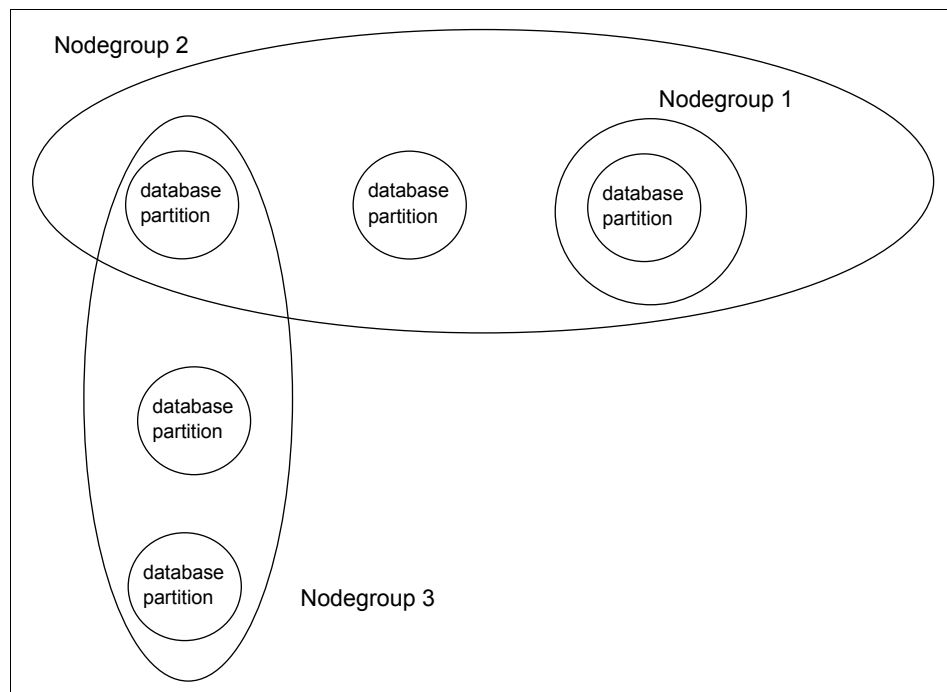 Nodegroup 2
Nodegroup 1
database
partition
database
partition
database
partition
database
partition
database
partition
Nodegroup 3